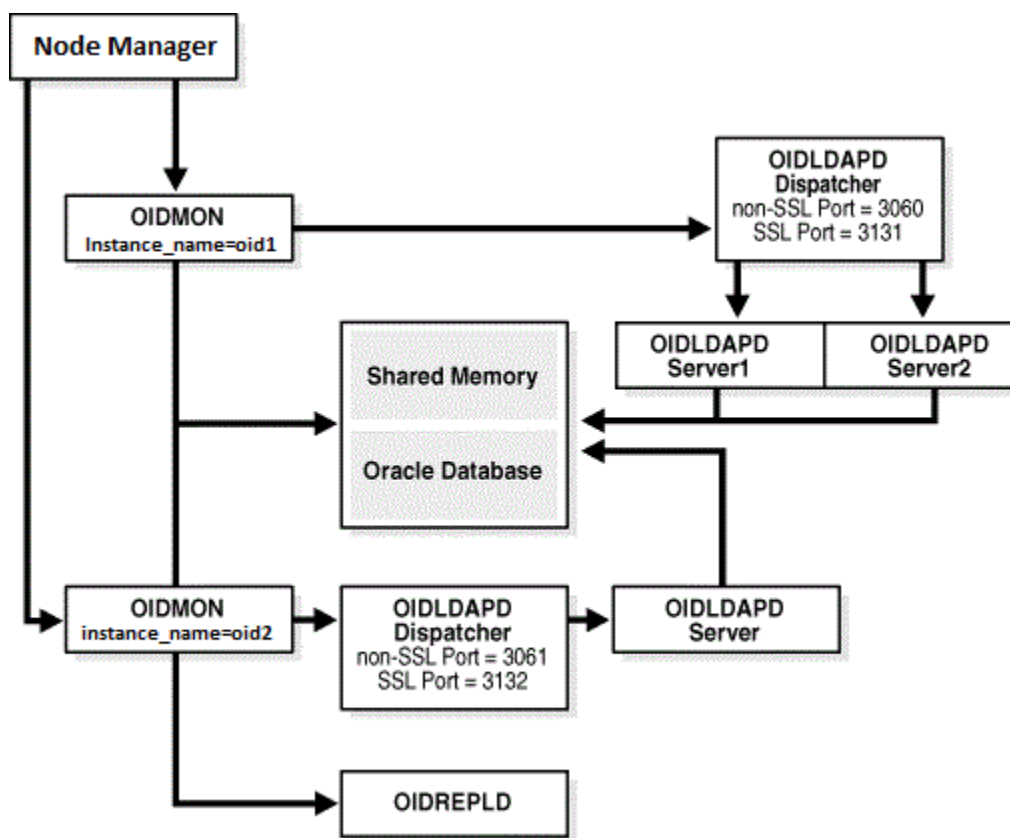 Node Manager
OIDMON
Instance_name=oid1
OIDLDAPD
Dispatcher
non-SSL Port = 3060
SSL Port = 3131
OIDLDAPD
Server1
OIDLDAPD
Server2
Shared Memory
Oracle Database
OIDMON
instance_name=oid2
OIDLDAPD
Dispatcher
non-SSL Port = 3061
SSL Port = 3132
OIDLDAPD
Server
OIDREPLD